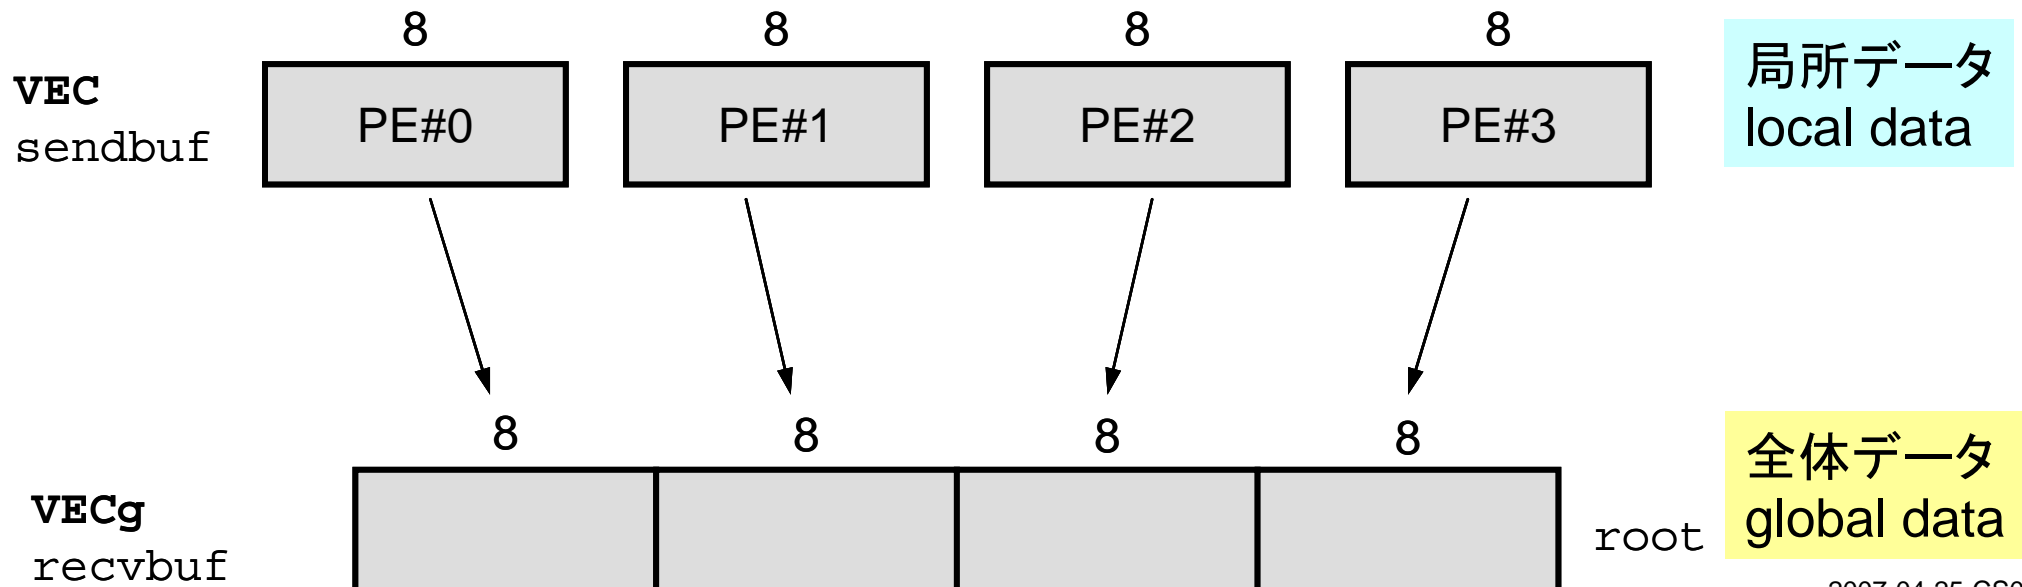 8 8 8 8
VEC
sendbuf
PE#0 PE#1 PE#2 PE#3
局所データ
local data
8 8 8 8
VECg
recvbuf
root
全体データ
global data